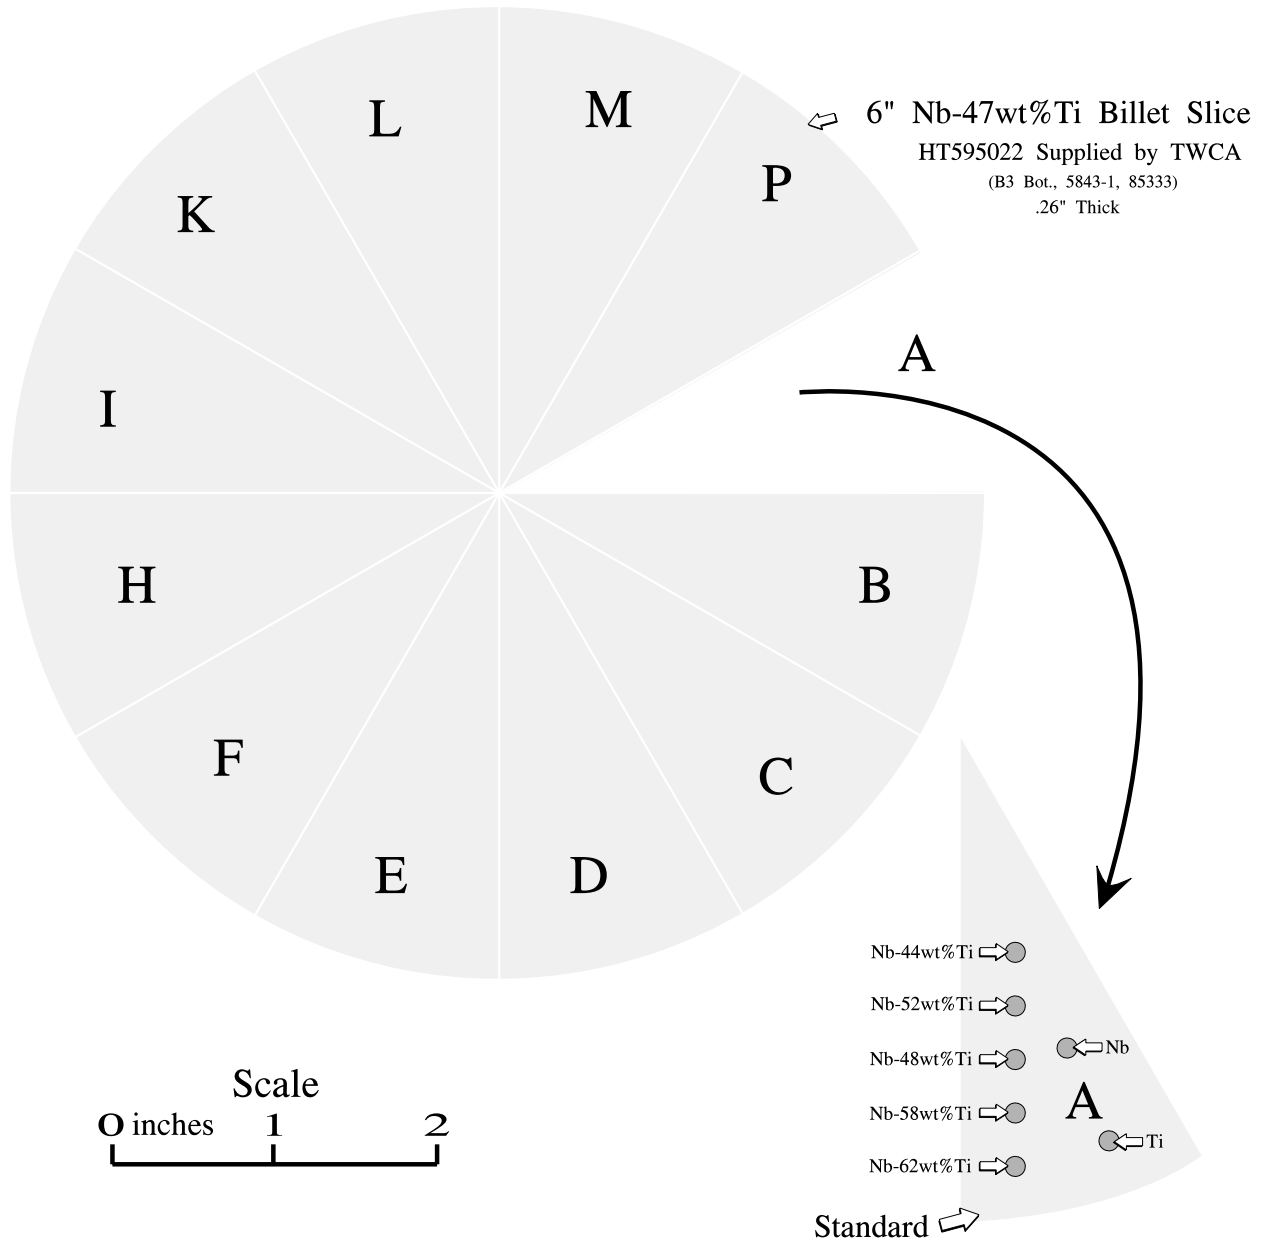 L
M
6" Nb-47wt%Ti Billet Slice
HT595022 Supplied by TWCA
(B3 Bot., 5843-1, 85333)
.26" Thick
P
K
A
I
H
B
F
C
E
D
Nb-44wt%Ti
Nb-52wt%Ti
Nb-48wt%Ti
Nb
Nb-58wt%Ti
A
Ti
Nb-62wt%Ti
Standard
Scale
0 inches 1 2